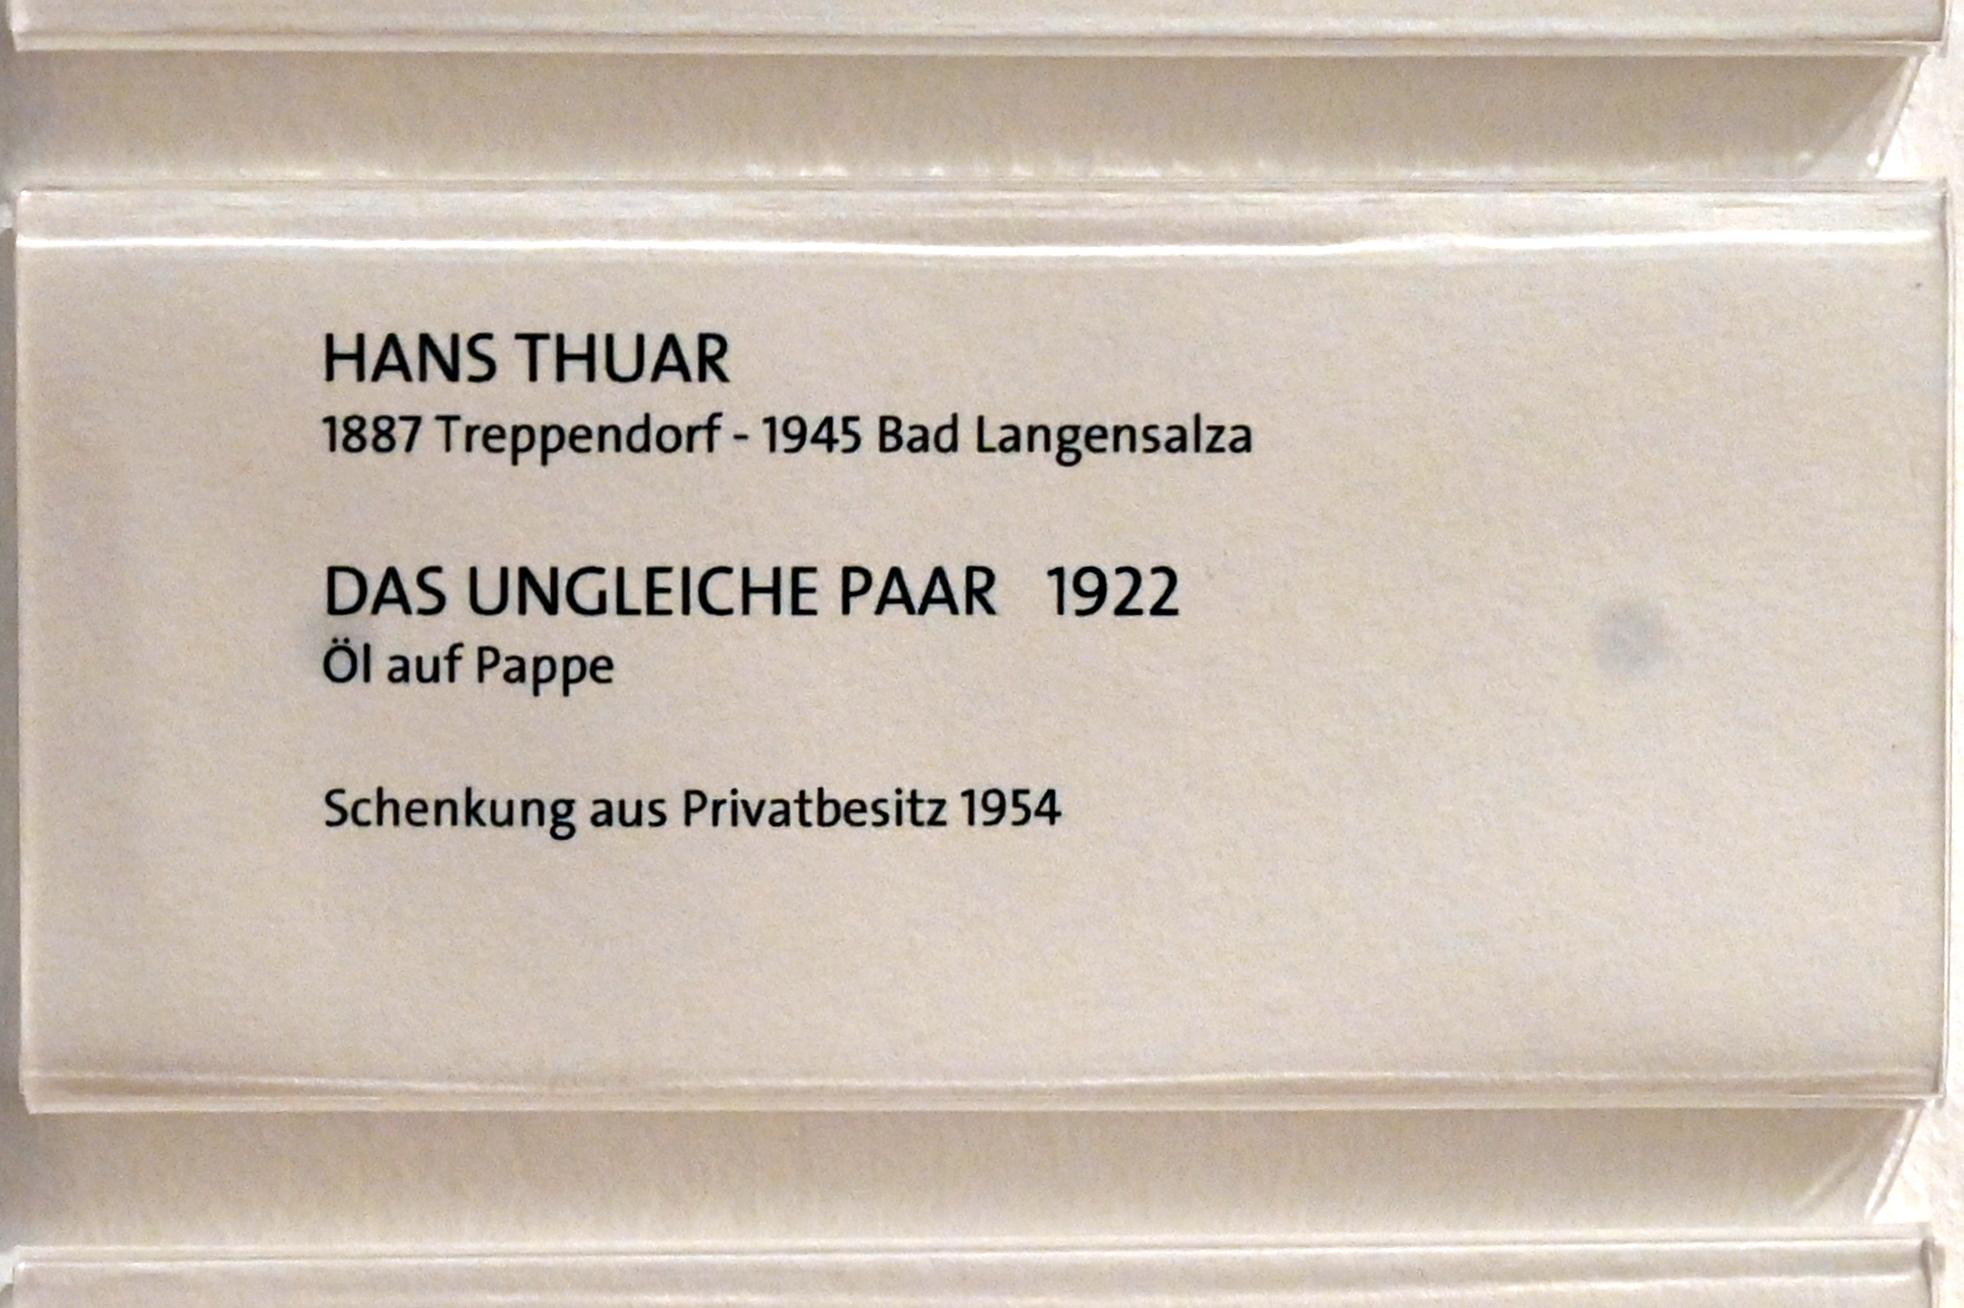 HANS THUAR
1887 Treppendorf - 1945 Bad Langensalza
DAS UNGLEICHE PAAR 1922
Öl auf Pappe
Schenkung aus Privatbesitz 1954